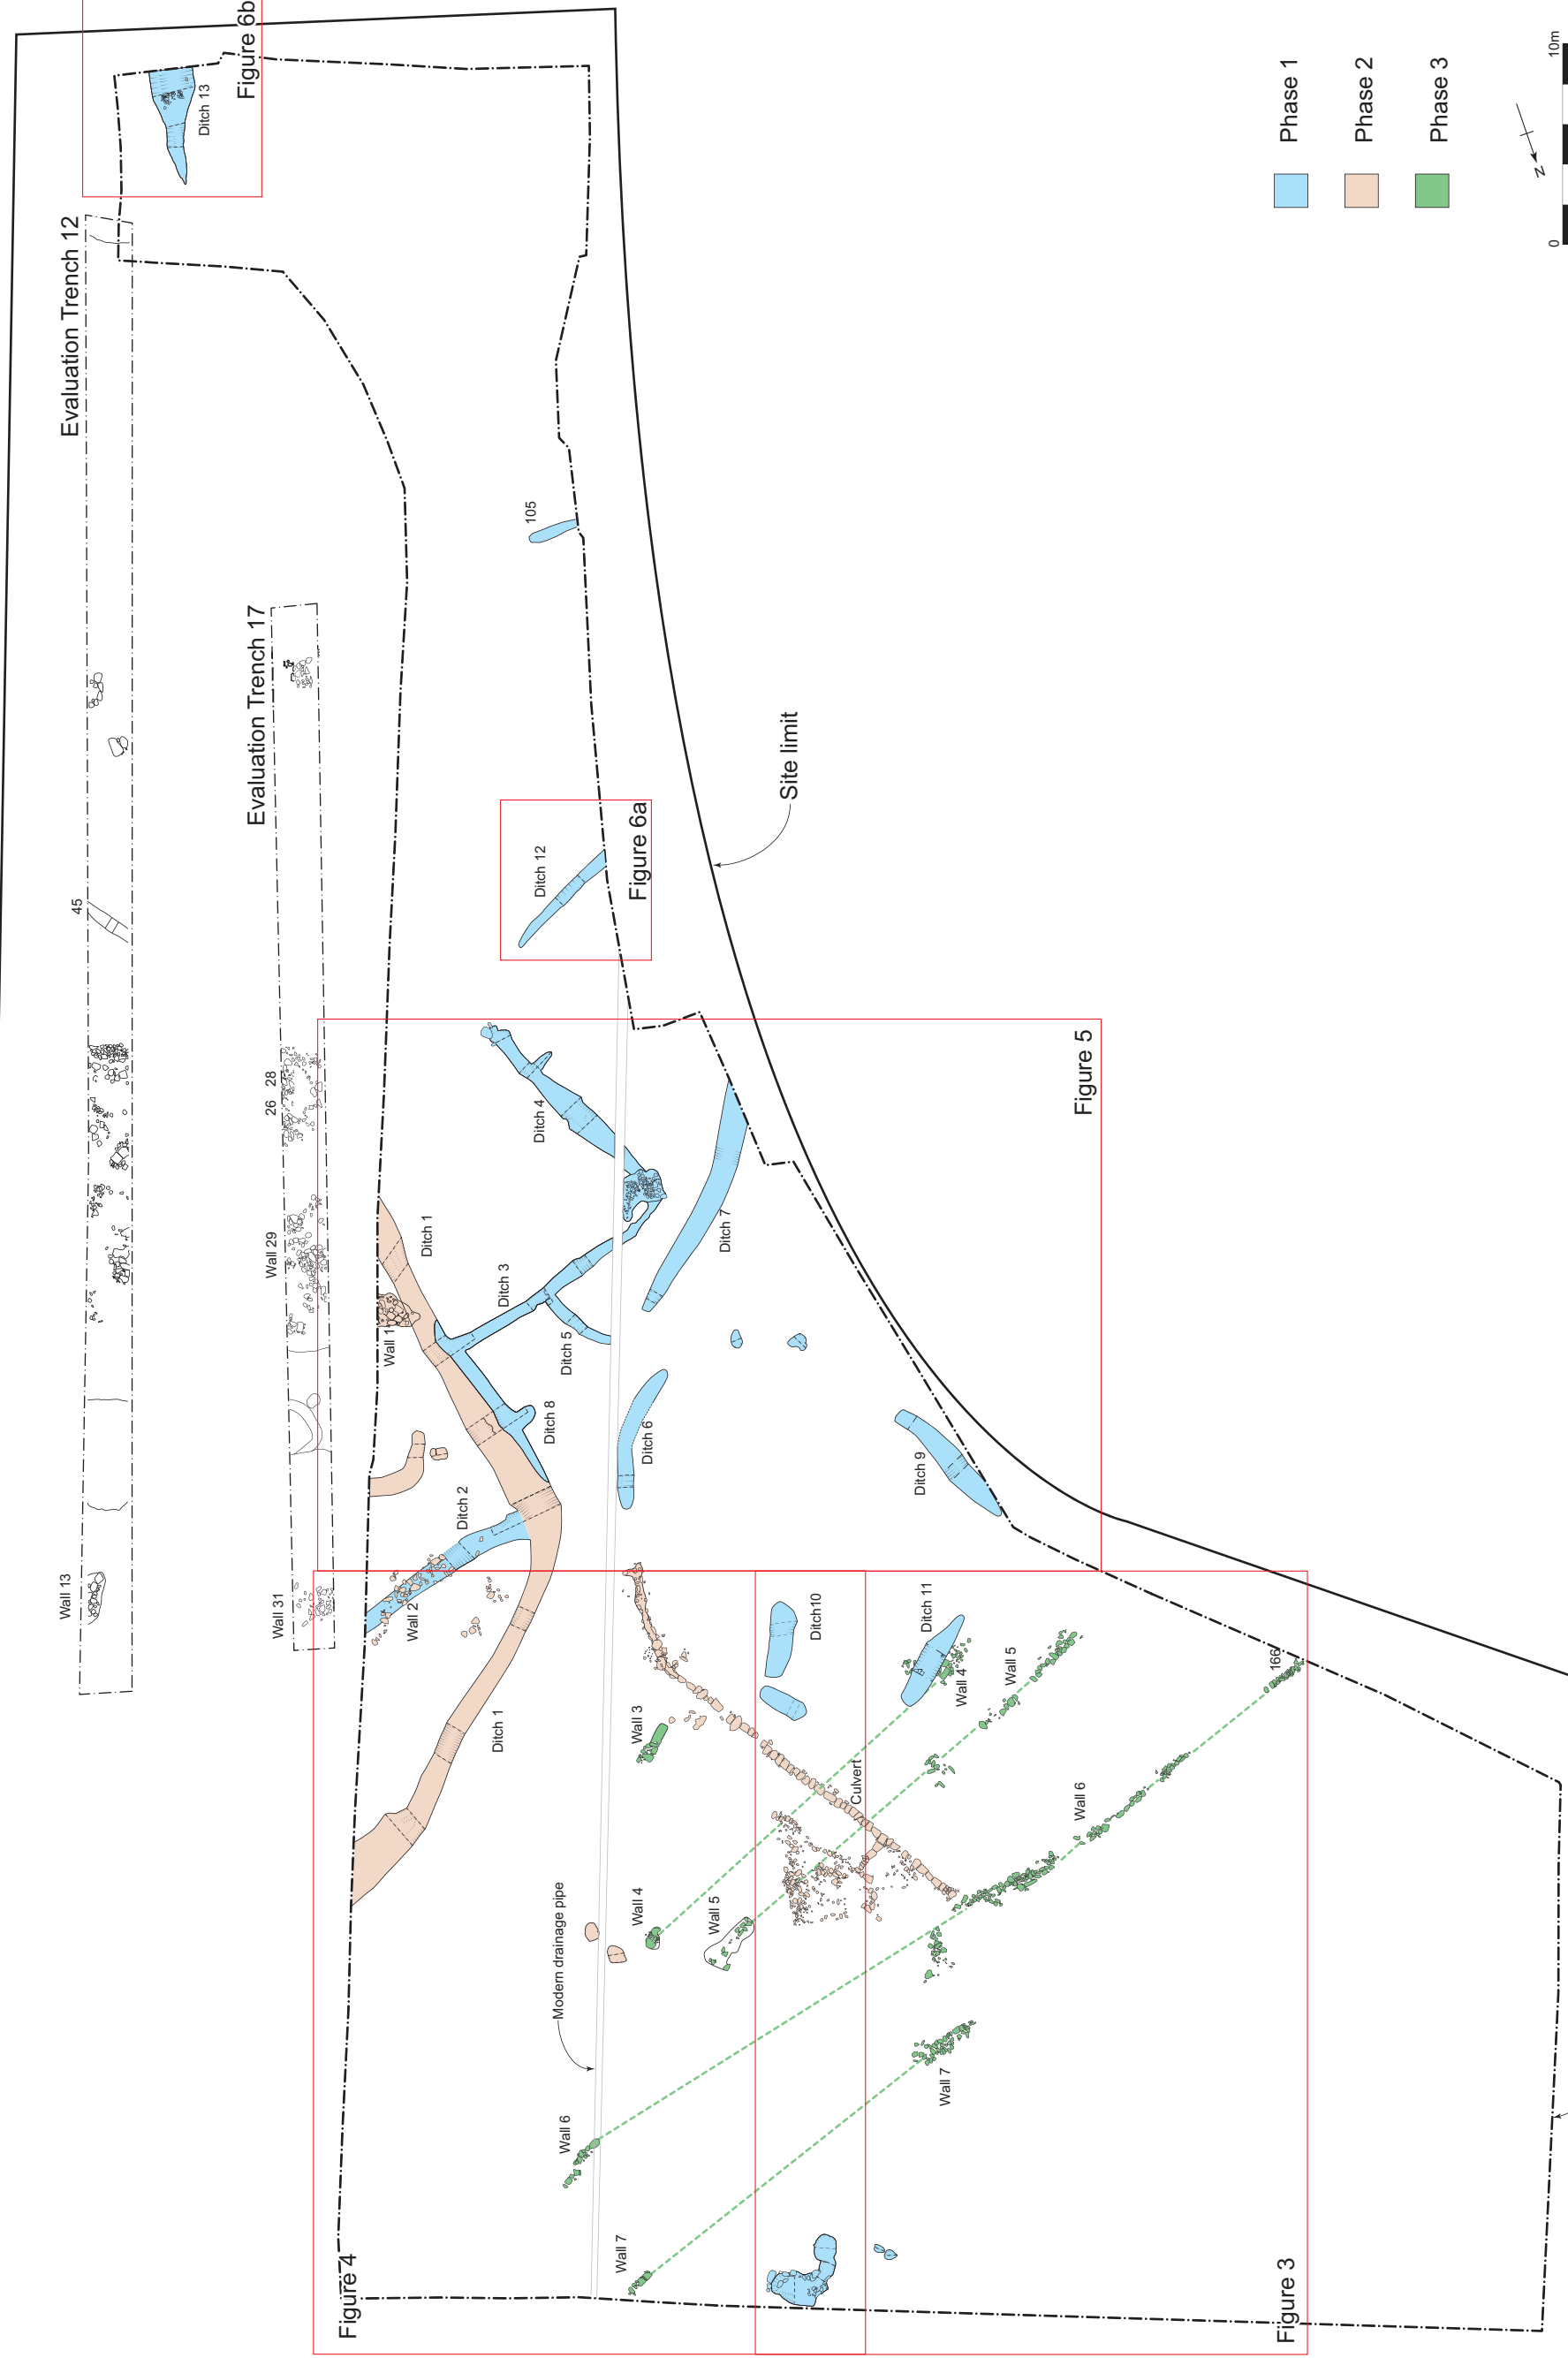 Figure 6b
Ditch 13
Evaluation Trench 12
Phase 1
Phase 2
Phase 3
N
0
10m
Evaluation Trench 17
105
45
Site limit
Ditch 12
Figure 6a
Figure 5
28
26
Ditch 4
Wall 29
Ditch 1
Ditch 7
Ditch 3
Wall 1
Ditch 5
Ditch 8
Ditch 6
Ditch 9
Ditch 2
Wall 13
Wall 31
Wall 2
Ditch10
Ditch 11
Wall 4
Wall 5
166
Ditch 1
Wall 3
Culvert
Wall 6
Wall 4
Wall 5
Modern drainage pipe
Wall 7
Wall 6
Wall 7
Figure 4
Figure 3